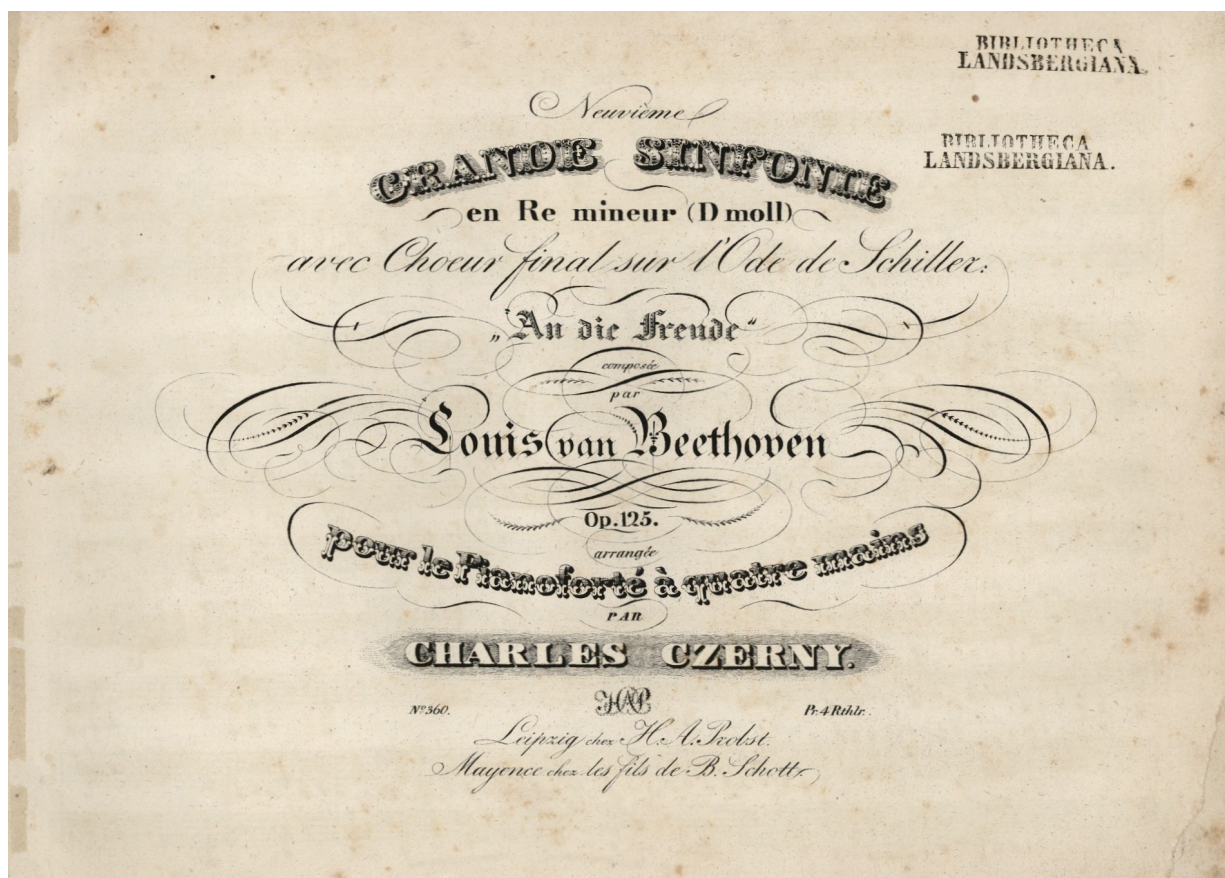 BIBLIOTHECA
LANDSBERGIANA.
BIBLIOTHECA
LANDSBERGIANA.
Neuvième
GRANDE SINFONIE
en Re mineur (D moll)
avec Choeur final sur l'Ode de Schiller:
„An die Freude“
composée
par
Louis van Beethoven
Op. 125.
arrangée
pour le Pianoforté à quatre mains
PAR
CHARLES CZERNY.
Nº 360. HAP Pr. 4 Rthlr.
Leipzig chez H. A. Probst.
Mayence chez les fils de B. Schott